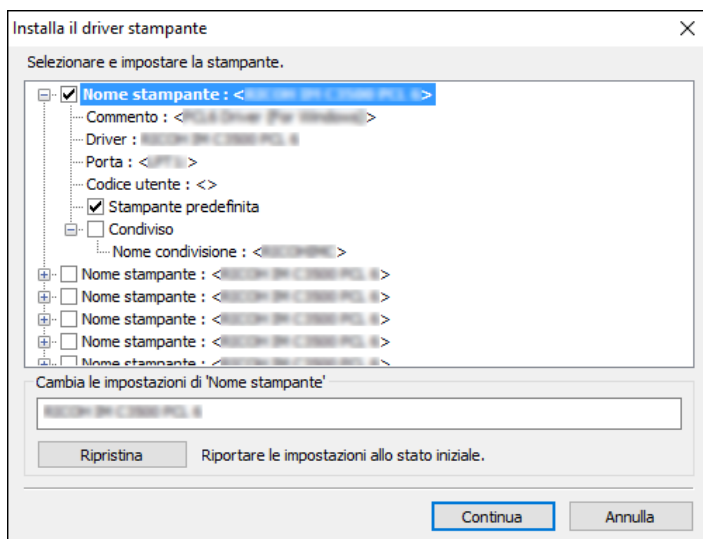 Installa il driver stampante
Selezionare e impostare la stampante.
Nome stampante : < >
Commento : < >
Driver :
Porta : < >
Codice utente : <>
Stampante predefinita
Condiviso
Nome condivisione : < >
Nome stampante : < >
Nome stampante : < >
Nome stampante : < >
Nome stampante : < >
Nome stampante : < >
Cambia le impostazioni di 'Nome stampante'
Ripristina Riportare le impostazioni allo stato iniziale.
Continua Annulla